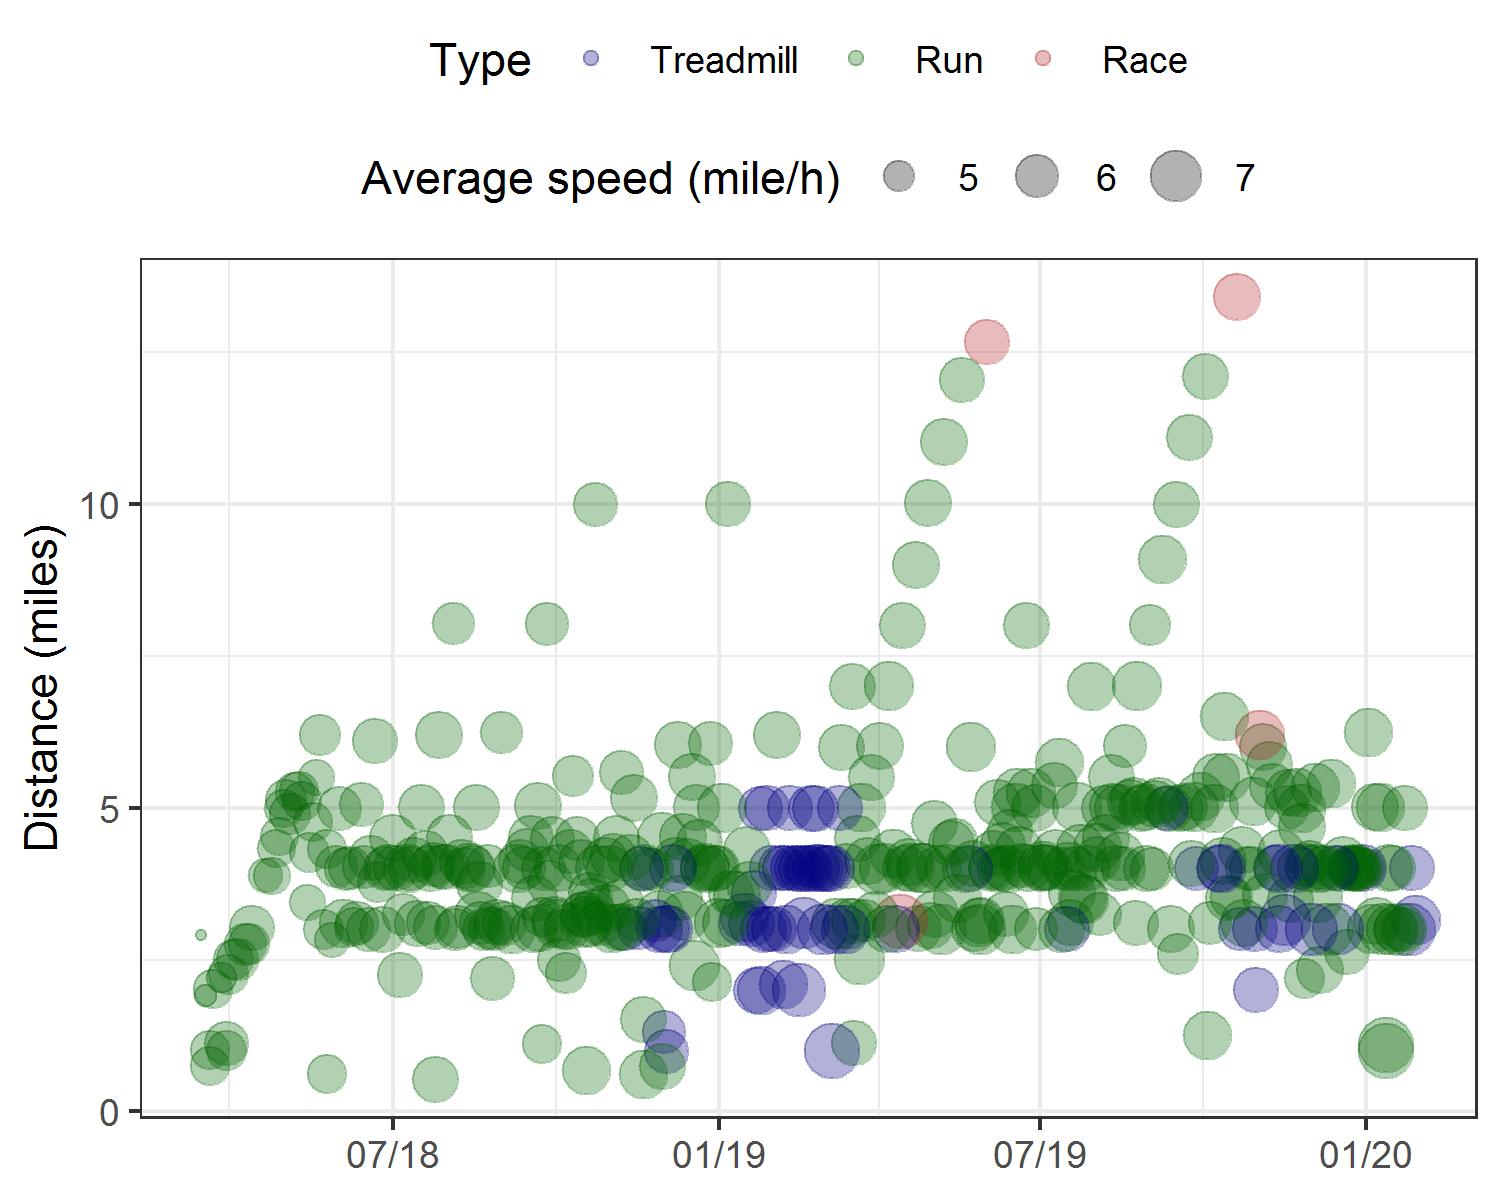 Type Treadmill Run Race
Average speed (mile/h) 5 6 7
Distance (miles)
10
5
0
07/18 01/19 07/19 01/20